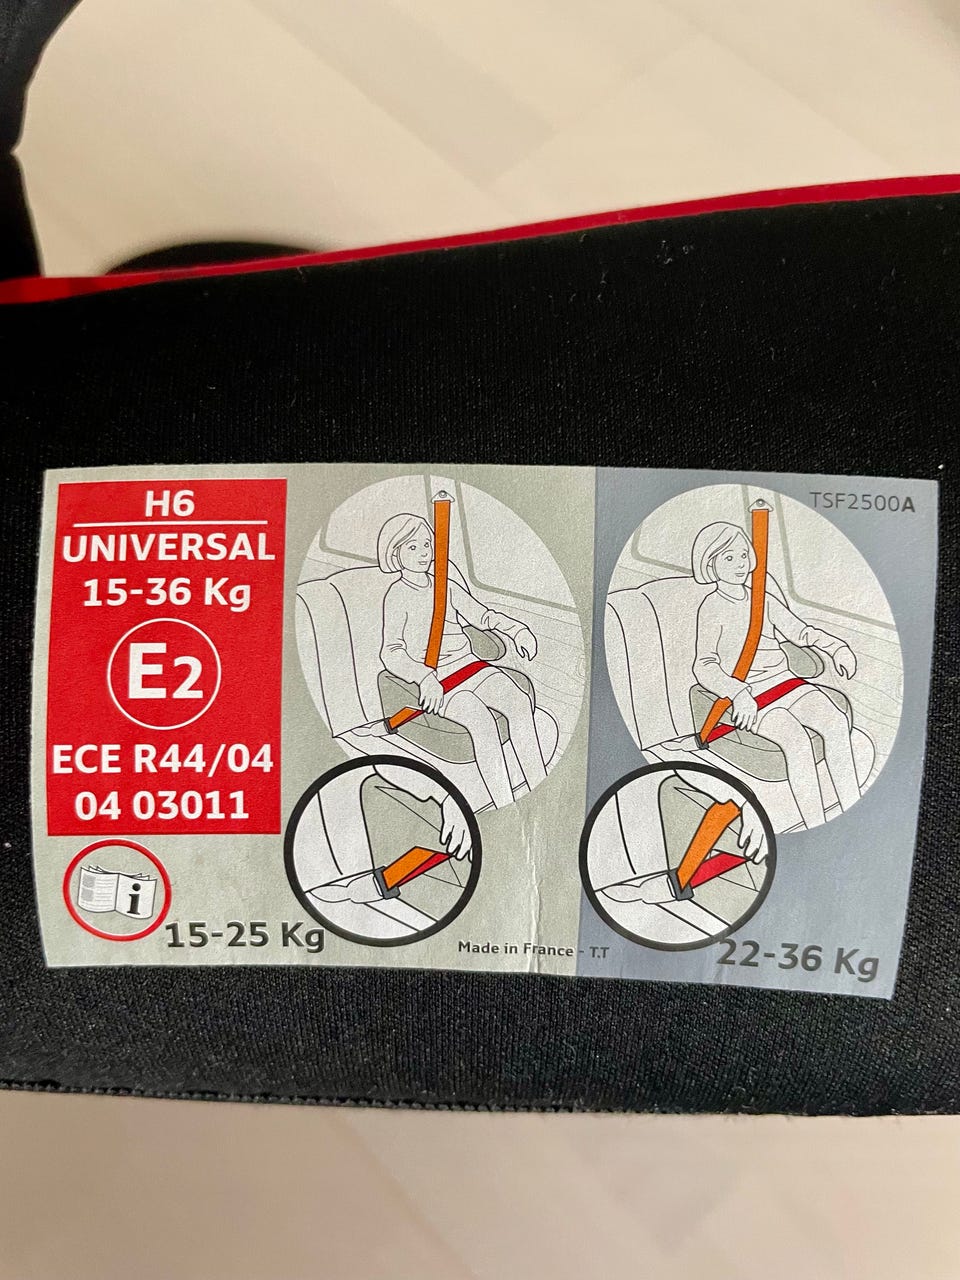 H6
UNIVERSAL
15-36 Kg
E2
ECE R44/04
04 03011
i
15-25 Kg
Made in France - T.T
TSF2500A
22-36 Kg